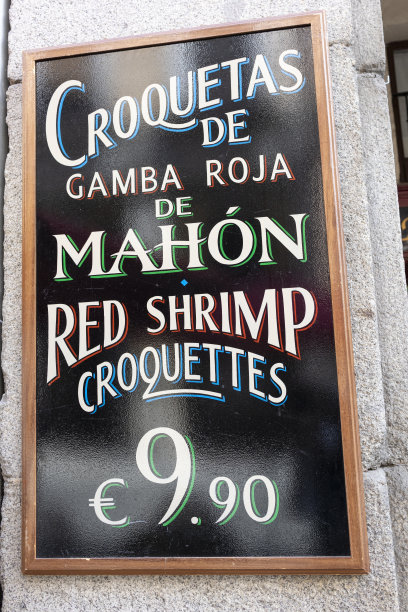 CROQUETAS
DE
GAMBA ROJA
DE
MAHÓN
RED SHRIMP
CROQUETTES
€ 9.90